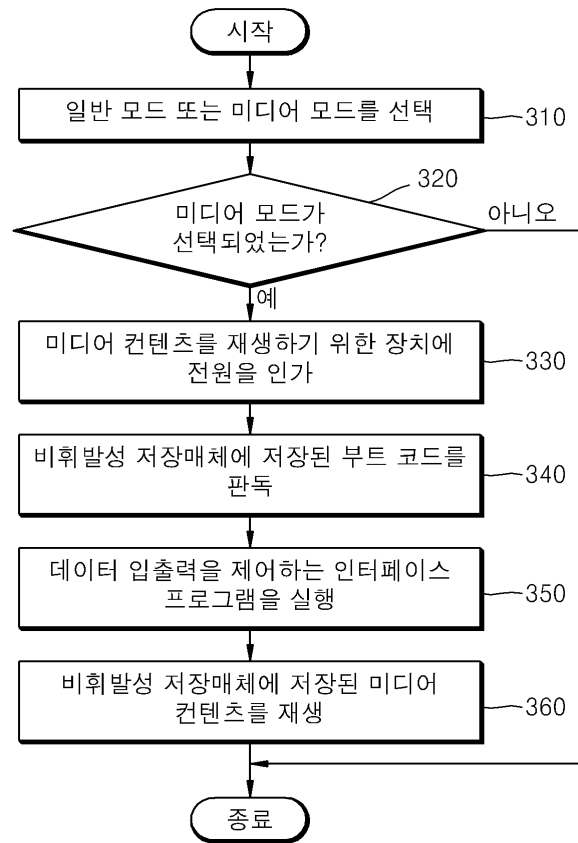 시작
일반 모드 또는 미디어 모드를 선택
310
320
미디어 모드가
선택되었는가?
아니오
예
미디어 컨텐츠를 재생하기 위한 장치에
전원을 인가
330
비휘발성 저장매체에 저장된 부트 코드를
판독
340
데이터 입출력을 제어하는 인터페이스
프로그램을 실행
350
비휘발성 저장매체에 저장된 미디어
컨텐츠를 재생
360
종료